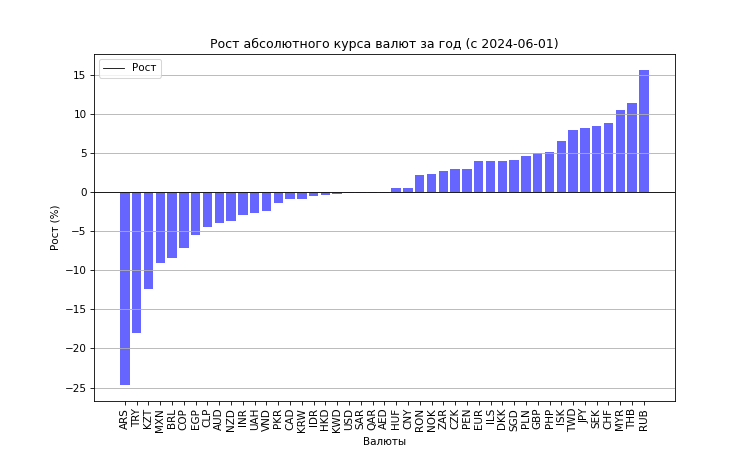 Рост абсолютного курса валют за год (с 2024-06-01)
Рост
15
10
5
0
−5
−10
−15
−20
−25
Рост (%)
ARS TRY KZT MXN BRL COP EGP CLP AUD NZD INR UAH VND PKR CAD KRW IDR HKD KWD USD SAR QAR AED HUF CNY RON NOK ZAR CZK PEN EUR ILS DKK SGD PLN GBP PHP ISK TWD JPY SEK CHF MYR THB RUB
Валюты